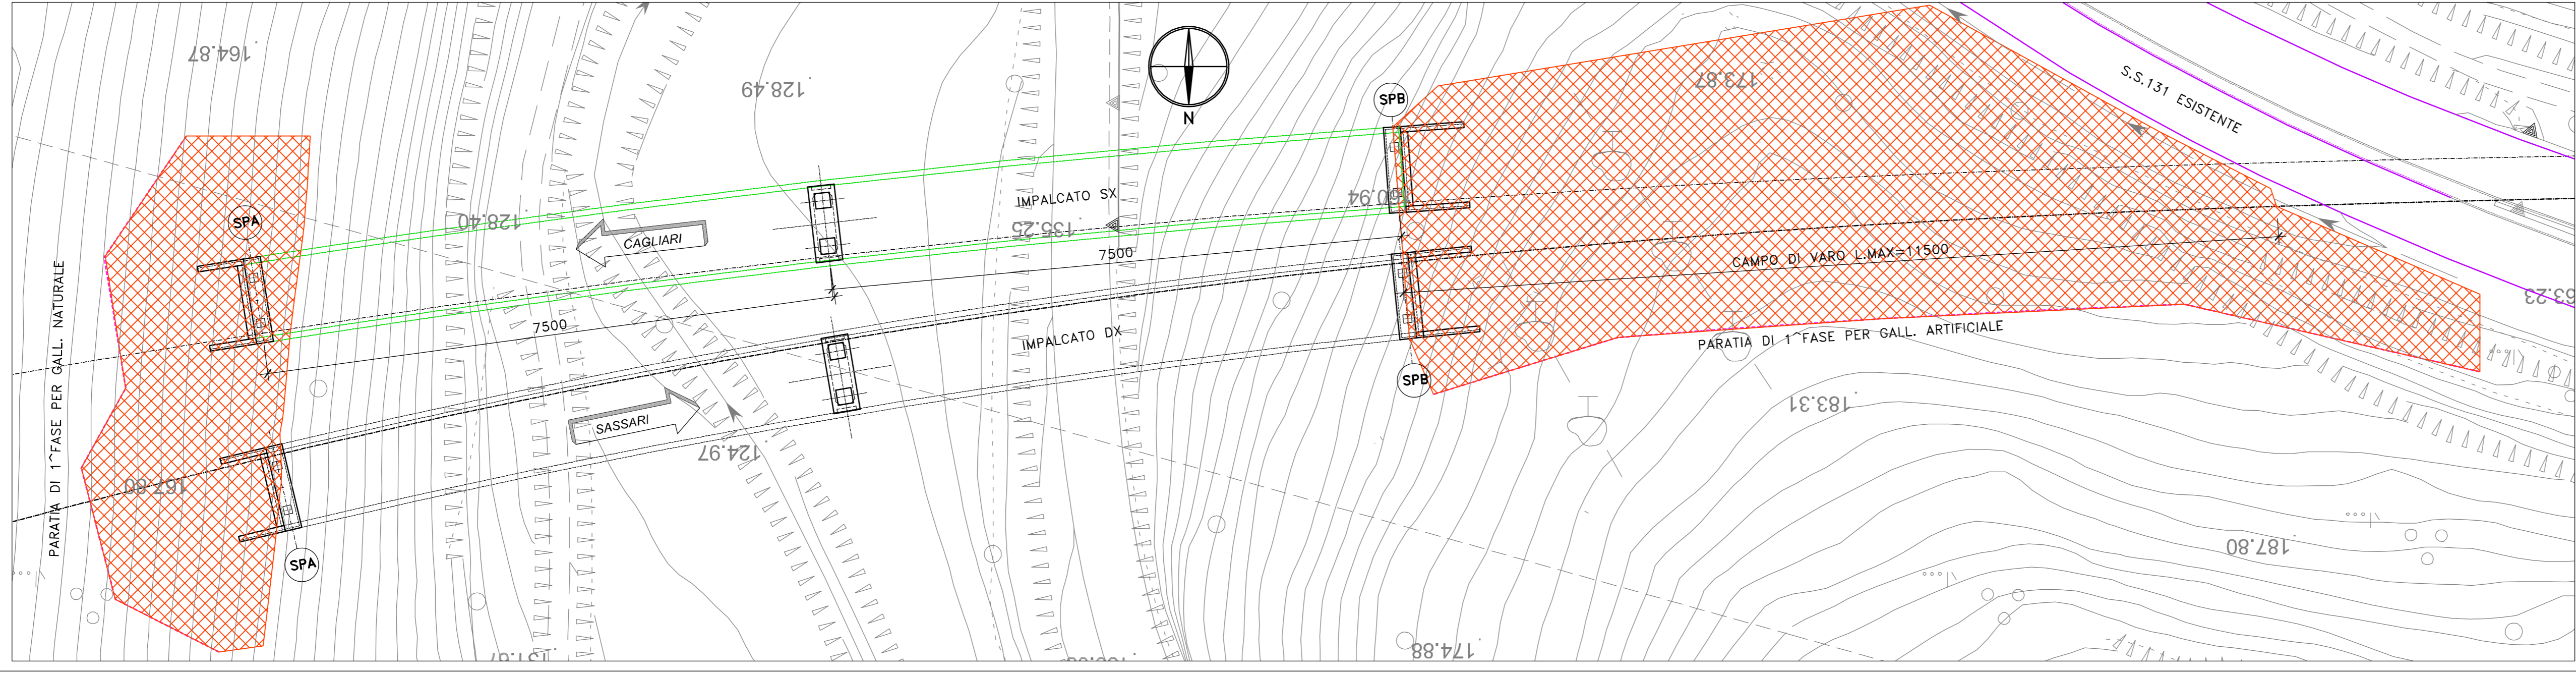 164.87
128.49
N
SPB
173.87
S.S.131 ESISTENTE
SPA
128.40
CAGLIARI
IMPALCATO SX
135.25
7500
CAMPO DI VARO L.MAX=11500
7500
IMPALCATO DX
PARATIA DI 1^FASE PER GALL. ARTIFICIALE
PARATIA DI 1^FASE PER GALL. NATURALE
SPB
SASSARI
183.31
124.97
167.80
SPA
187.80
174.88